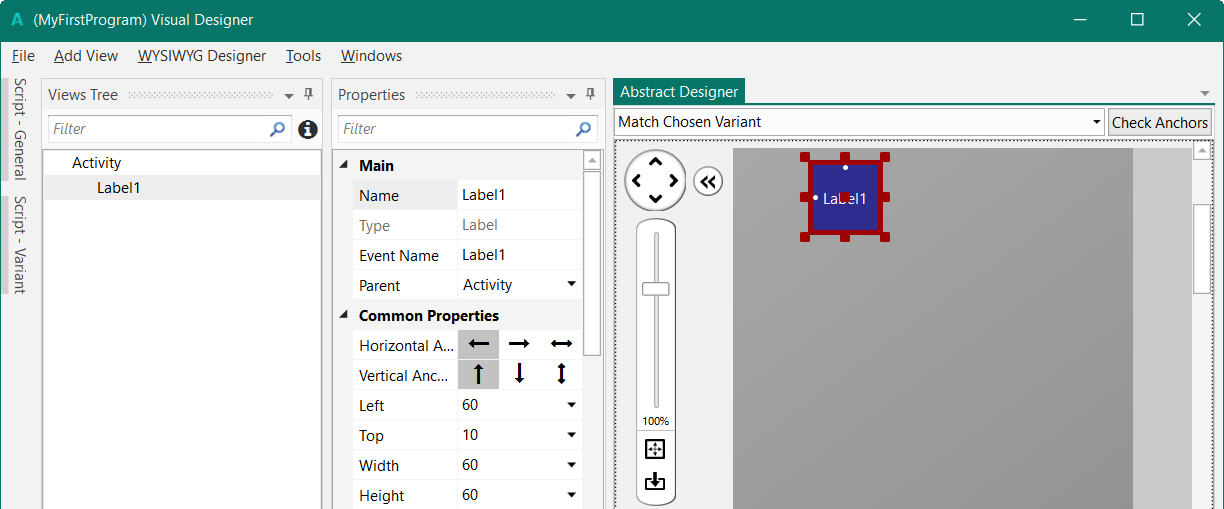 A (MyFirstProgram) Visual Designer
File Add View WYSIWYG Designer Tools Windows
Script - General
Script - Variant
Views Tree
Filter
Activity
Label1
Properties
Filter
Main
Name Label1
Type Label
Event Name Label1
Parent Activity
Common Properties
Horizontal A...
Vertical Anc...
Left 60
Top 10
Width 60
Height 60
Abstract Designer
Match Chosen Variant Check Anchors
Label1
100%